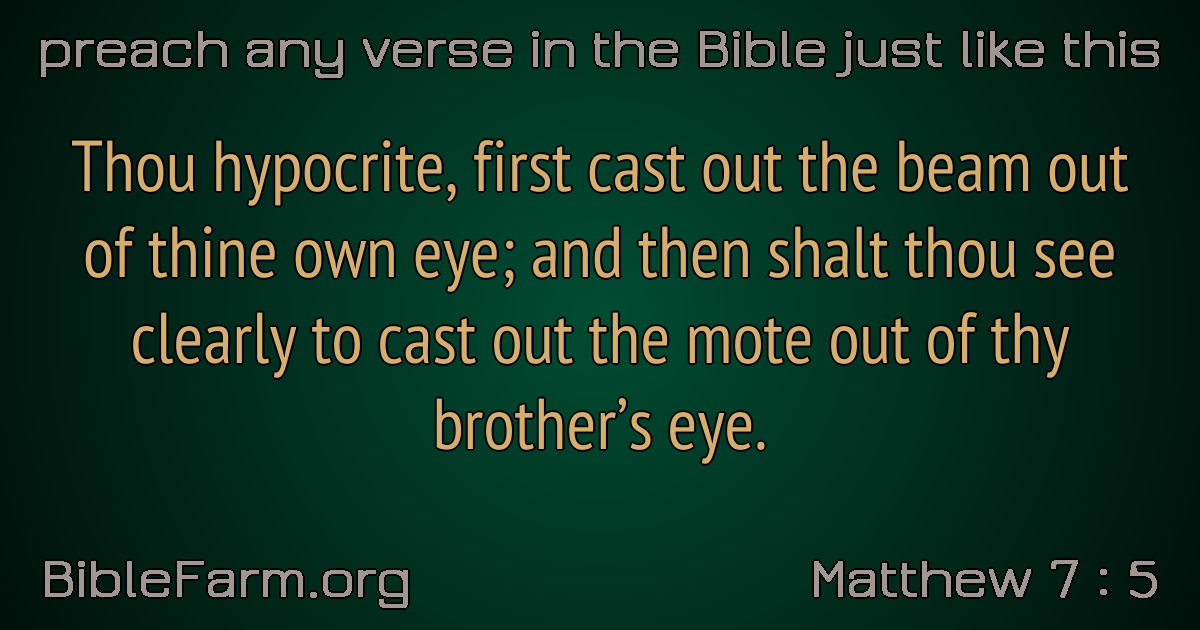 preach any verse in the Bible just like this
Thou hypocrite, first cast out the beam out
of thine own eye; and then shalt thou see
clearly to cast out the mote out of thy
brother’s eye.
BibleFarm.org
Matthew 7 : 5